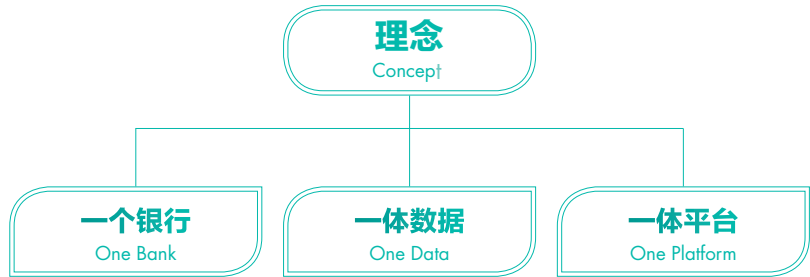 理念
Concept
一个银行
One Bank
一体数据
One Data
一体平台
One Platform